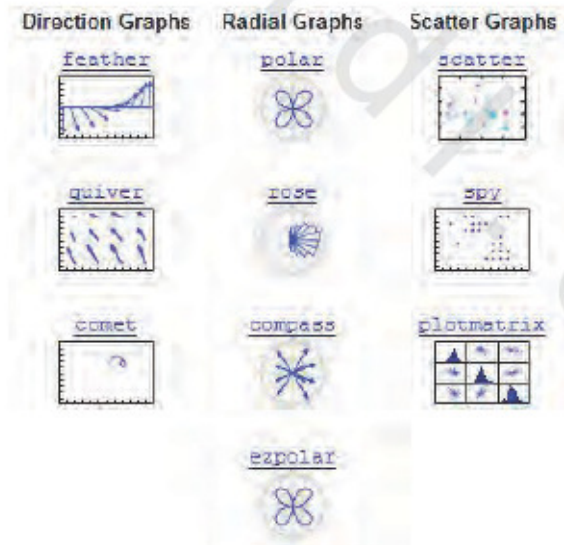 Direction Graphs Radial Graphs Scatter Graphs
feather polar scatter
quiver rose spy
comet compass plotmatrix
ezpolar